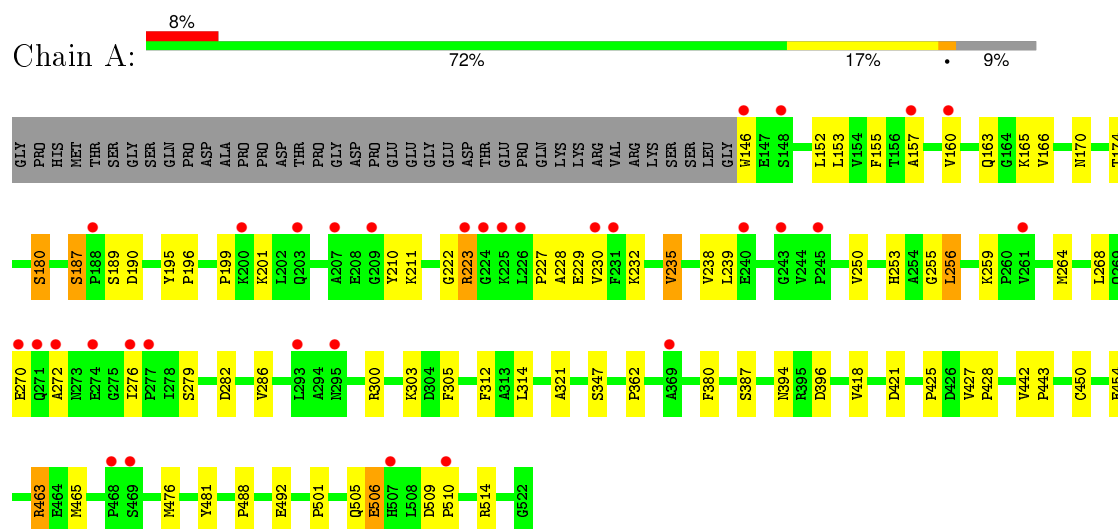 8%
Chain A:
72% 17% • 9%
GLY PRO HIS MET THR SER GLY SER GLN PRO ASP ALA PRO PRO ASP THR PRO GLY ASP PRO GLU GLU GLY GLU ASP THR GLU PRO GLN LYS LYS ARG VAL ARG LYS SER SER LEU GLY W146 E147 S148 L152 L153 V154 F155 T156 A157 V160 Q163 G164 K165 V166 N170 T174
S180 S187 P188 S189 D190 Y195 P196 P199 K200 K201 L202 Q203 A207 E208 G209 Y210 K211 G222 R223 G224 K225 L226 P227 A228 E229 V230 F231 K232 V235 V238 L239 E240 G243 V244 P245 V250 H253 A254 G255 L256 K259 P260 V261 M264 L268 Q269
E270 Q271 A272 N273 E274 G275 I276 P277 I278 S279 D282 V286 L293 A294 N295 R300 K303 D304 F305 F312 A313 L314 A321 S347 P362 A369 F380 S387 N394 R395 D396 V418 D421 P425 D426 V427 P428 V442 P443 C450 E454
R463 E464 M465 P468 S469 M476 Y481 P488 E492 P501 Q505 E506 H507 L508 D509 P510 R514 G522